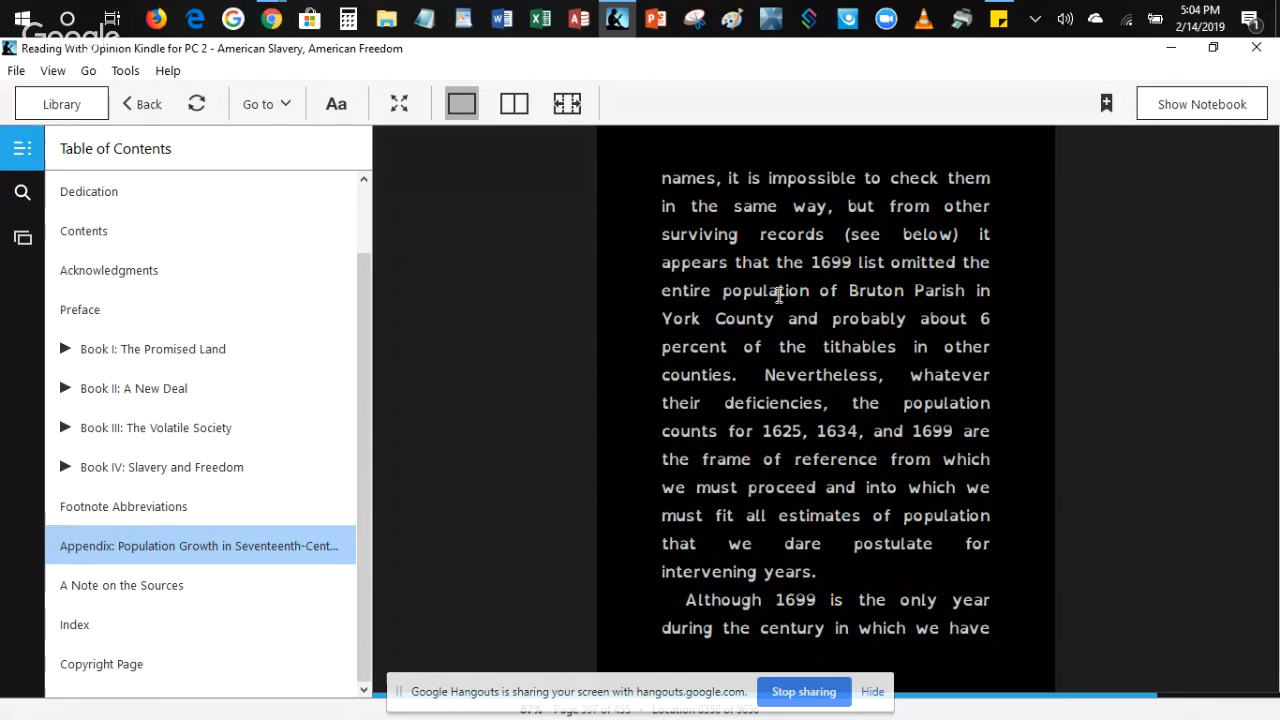 5:04 PM
2/14/2019
Google
Reading With Opinion Kindle for PC 2 - American Slavery, American Freedom
File View Go Tools Help
Library Back Go to Aa Show Notebook
Table of Contents
Dedication
Contents
Acknowledgments
Preface
Book I: The Promised Land
Book II: A New Deal
Book III: The Volatile Society
Book IV: Slavery and Freedom
Footnote Abbreviations
Appendix: Population Growth in Seventeenth-Cent...
A Note on the Sources
Index
Copyright Page
names, it is impossible to check them
in the same way, but from other
surviving records (see below) it
appears that the 1699 list omitted the
entire population of Bruton Parish in
York County and probably about 6
percent of the tithables in other
counties. Nevertheless, whatever
their deficiencies, the population
counts for 1625, 1634, and 1699 are
the frame of reference from which
we must proceed and into which we
must fit all estimates of population
that we dare postulate for
intervening years.
Although 1699 is the only year
during the century in which we have
Google Hangouts is sharing your screen with hangouts.google.com. Stop sharing Hide